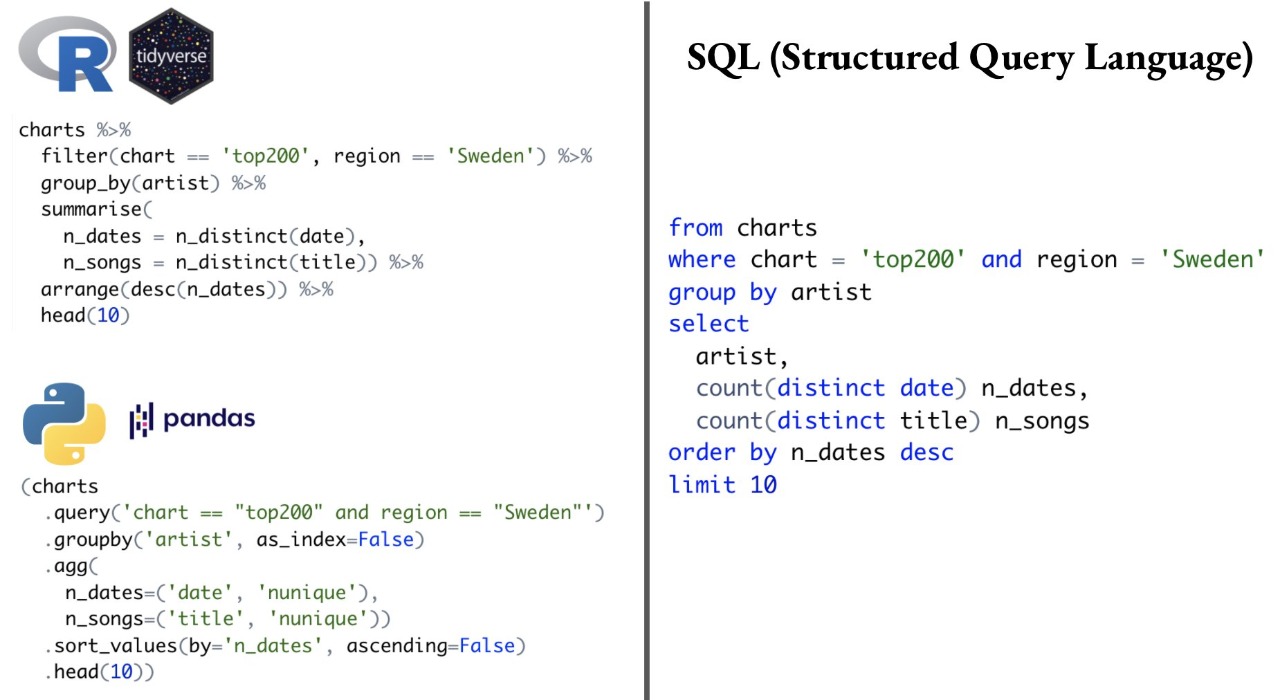 R
tidyverse
charts %>%
  filter(chart == 'top200', region == 'Sweden') %>%
  group_by(artist) %>%
  summarise(
    n_dates = n_distinct(date),
    n_songs = n_distinct(title)) %>%
  arrange(desc(n_dates)) %>%
  head(10)
pandas
(charts
  .query('chart == "top200" and region == "Sweden"')
  .groupby('artist', as_index=False)
  .agg(
    n_dates=('date', 'nunique'),
    n_songs=('title', 'nunique'))
  .sort_values(by='n_dates', ascending=False)
  .head(10))
SQL (Structured Query Language)
from charts
where chart = 'top200' and region = 'Sweden'
group by artist
select
  artist,
  count(distinct date) n_dates,
  count(distinct title) n_songs
order by n_dates desc
limit 10